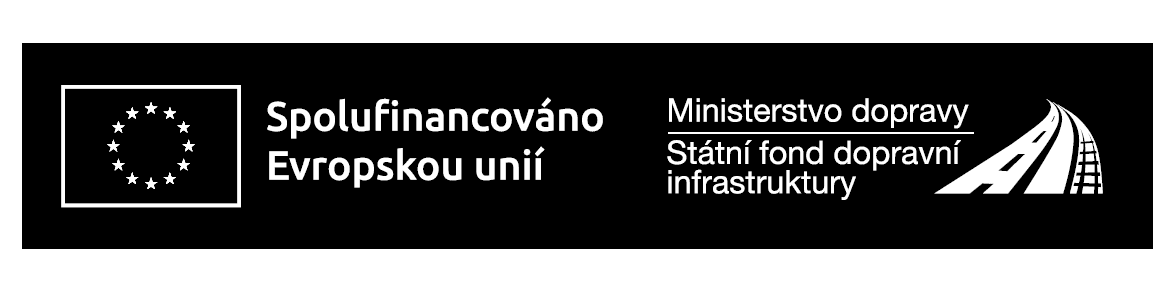 Spolufinancováno
Evropskou unií
Ministerstvo dopravy
Státní fond dopravní
infrastruktury